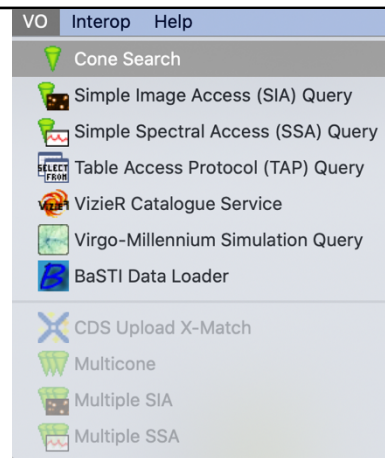 VO Interop Help
Cone Search
Simple Image Access (SIA) Query
Simple Spectral Access (SSA) Query
SELECT
FROM
Table Access Protocol (TAP) Query
VizieR Catalogue Service
Virgo-Millennium Simulation Query
B BaSTI Data Loader
CDS Upload X-Match
Multicone
Multiple SIA
Multiple SSA